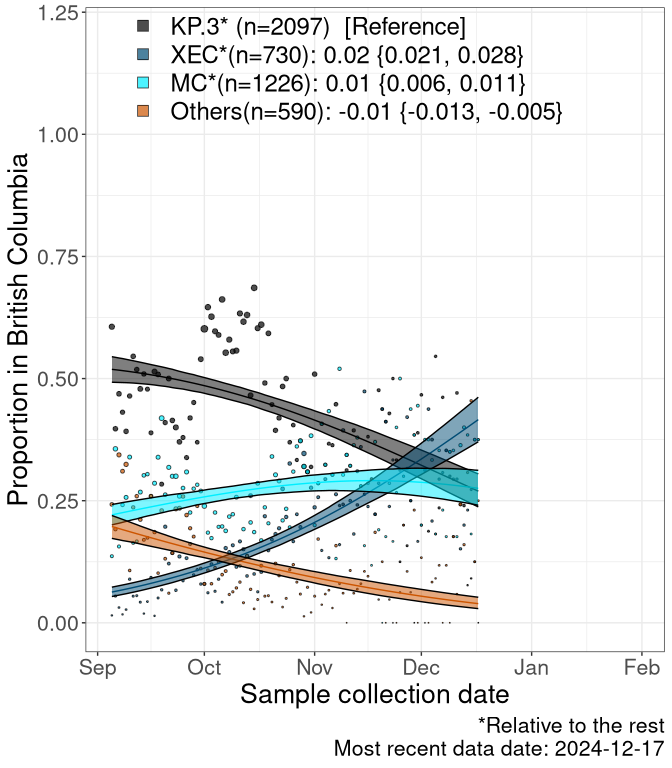 KP.3* (n=2097)  [Reference]
XEC*(n=730): 0.02 {0.021, 0.028}
MC*(n=1226): 0.01 {0.006, 0.011}
Others(n=590): -0.01 {-0.013, -0.005}
1.25
1.00
0.75
0.50
0.25
0.00
Proportion in British Columbia
Sep Oct Nov Dec Jan Feb
Sample collection date
*Relative to the rest
Most recent data date: 2024-12-17